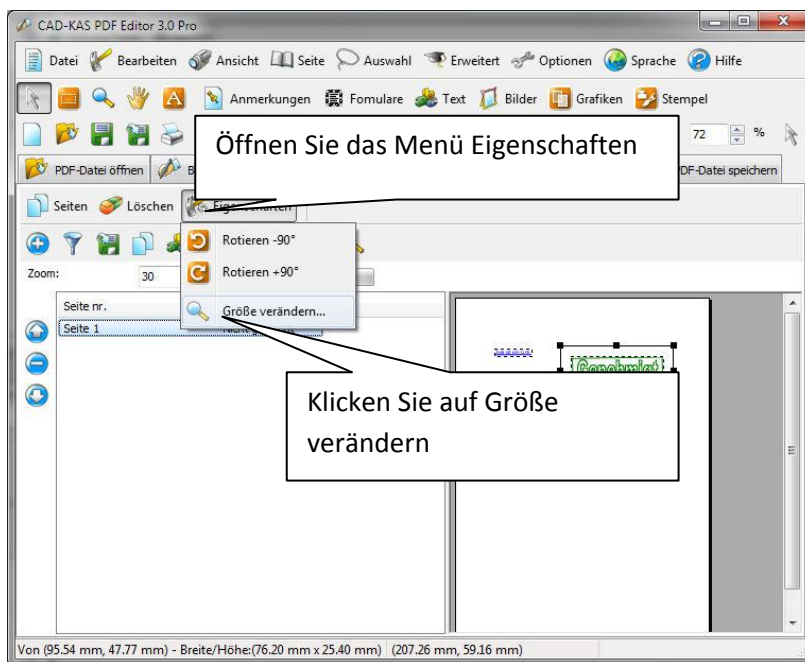 CAD-KAS PDF Editor 3.0 Pro
Datei Bearbeiten Ansicht Seite Auswahl Erweitert Optionen Sprache Hilfe
Anmerkungen Fomulare Text Bilder Grafiken Stempel
72 %
Öffnen Sie das Menü Eigenschaften
PDF-Datei öffnen B DF-Datei speichern
Seiten Löschen Eigenschaften
Rotieren -90°
Zoom: 30
Rotieren +90°
Seite nr.
Größe verändern...
Seite 1
Genehmigt
Klicken Sie auf Größe
verändern
Von (95.54 mm, 47.77 mm) - Breite/Höhe:(76.20 mm x 25.40 mm) (207.26 mm, 59.16 mm)